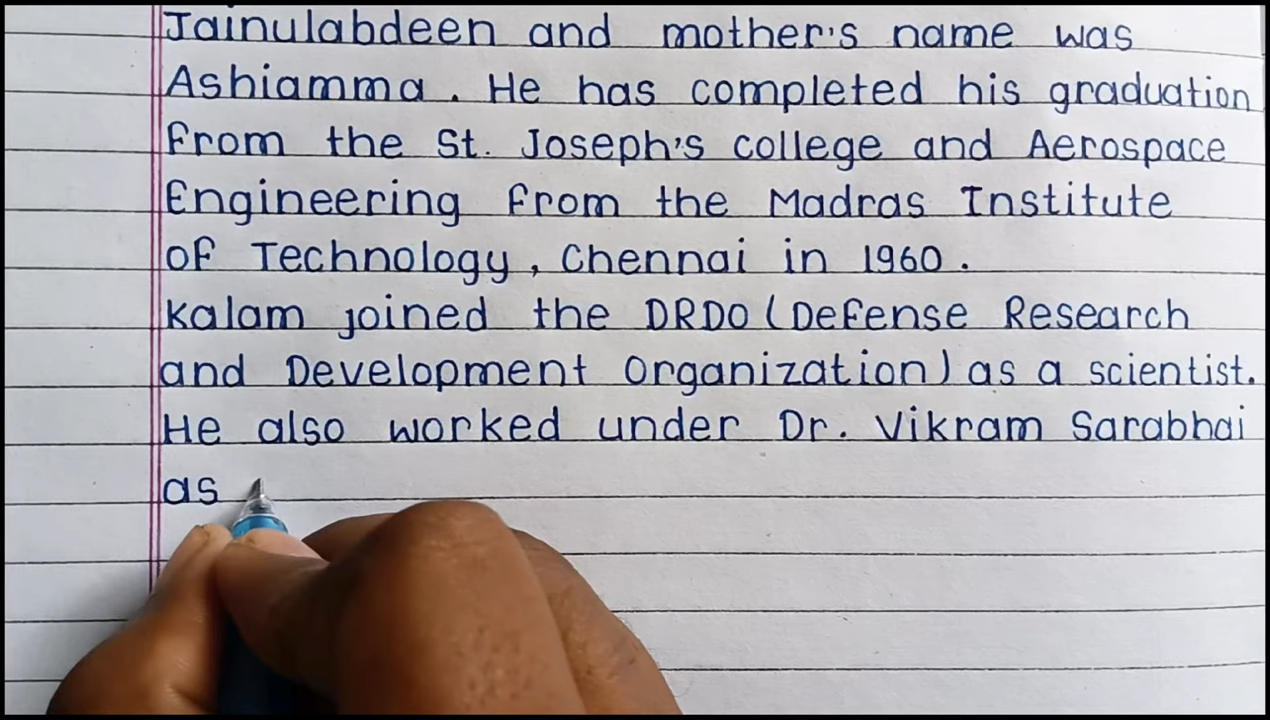 Jainulabdeen and mother's name was
Ashiamma. He has completed his graduation
from the St. Joseph's college and Aerospace
Engineering from the Madras Institute
of Technology, Chennai in 1960.
Kalam joined the DRDO (Defense Research
and Development Organization) as a scientist.
He also worked under Dr. Vikram Sarabhai
as